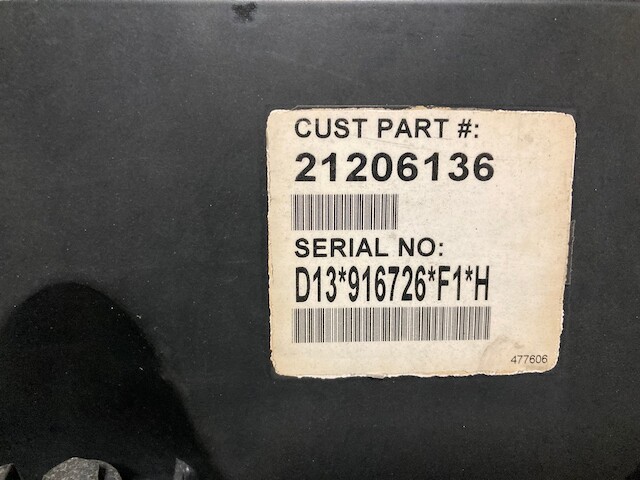 CUST PART #:
21206136
SERIAL NO:
D13*916726*F1*H
477606